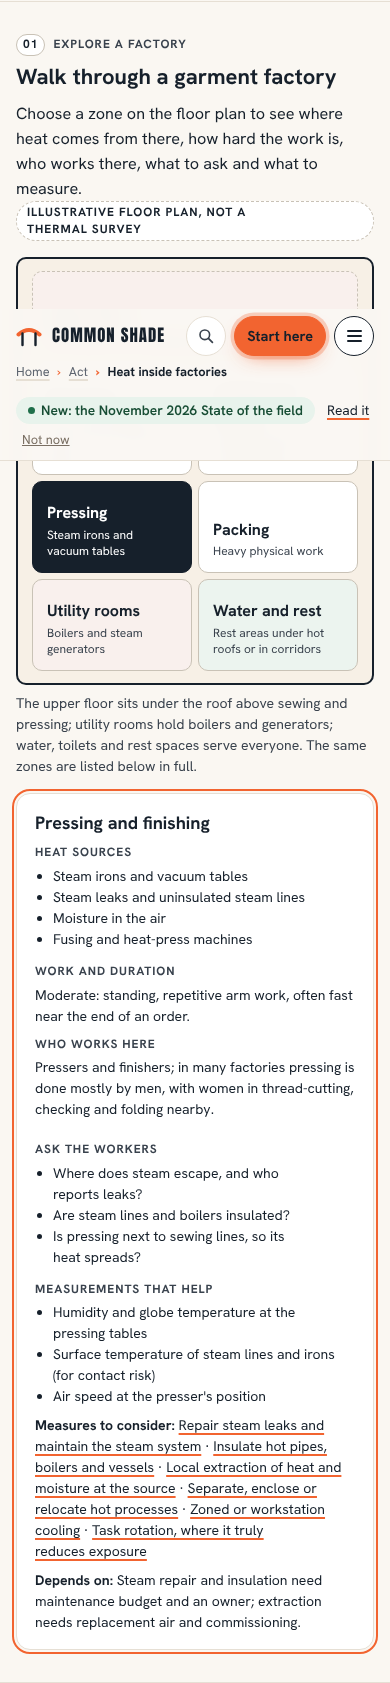 01 EXPLORE A FACTORY
Walk through a garment factory
Choose a zone on the floor plan to see where
heat comes from there, how hard the work is,
who works there, what to ask and what to
measure.
ILLUSTRATIVE FLOOR PLAN, NOT A
THERMAL SURVEY
COMMON SHADE
Start here
Home › Act › Heat inside factories
New: the November 2026 State of the field
Read it
Not now
Pressing
Steam irons and
vacuum tables
Packing
Heavy physical work
Utility rooms
Boilers and steam
generators
Water and rest
Rest areas under hot
roofs or in corridors
The upper floor sits under the roof above sewing and
pressing; utility rooms hold boilers and generators;
water, toilets and rest spaces serve everyone. The same
zones are listed below in full.
Pressing and finishing
HEAT SOURCES
• Steam irons and vacuum tables
• Steam leaks and uninsulated steam lines
• Moisture in the air
• Fusing and heat-press machines
WORK AND DURATION
Moderate: standing, repetitive arm work, often fast
near the end of an order.
WHO WORKS HERE
Pressers and finishers; in many factories pressing is
done mostly by men, with women in thread-cutting,
checking and folding nearby.
ASK THE WORKERS
• Where does steam escape, and who
reports leaks?
• Are steam lines and boilers insulated?
• Is pressing next to sewing lines, so its
heat spreads?
MEASUREMENTS THAT HELP
• Humidity and globe temperature at the
pressing tables
• Surface temperature of steam lines and irons
(for contact risk)
• Air speed at the presser's position
Measures to consider: Repair steam leaks and
maintain the steam system · Insulate hot pipes,
boilers and vessels · Local extraction of heat and
moisture at the source · Separate, enclose or
relocate hot processes · Zoned or workstation
cooling · Task rotation, where it truly
reduces exposure
Depends on: Steam repair and insulation need
maintenance budget and an owner; extraction
needs replacement air and commissioning.